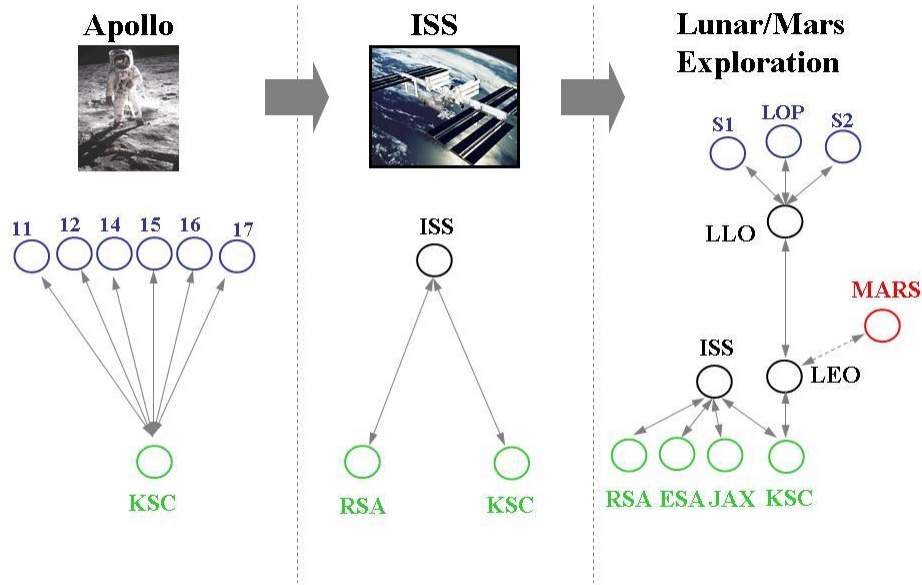 Apollo
11 12 14 15 16 17
KSC
ISS
ISS
RSA
KSC
Lunar/Mars
Exploration
S1 LOP S2
LLO
MARS
ISS
LEO
RSA ESA JAX KSC